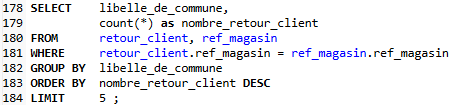 178 SELECT libelle_de_commune,
179 count(*) as nombre_retour_client
180 FROM retour_client, ref_magasin
181 WHERE retour_client.ref_magasin = ref_magasin.ref_magasin
182 GROUP BY libelle_de_commune
183 ORDER BY nombre_retour_client DESC
184 LIMIT 5 ;